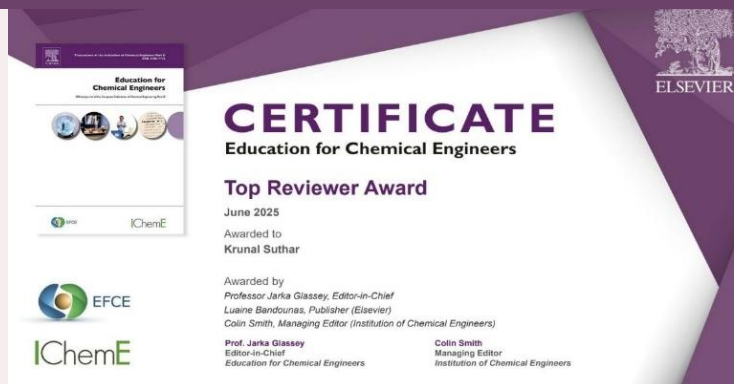 Education for
Chemical Engineers
EFCE
IChemE
EFCE
IChemE
ELSEVIER
CERTIFICATE
Education for Chemical Engineers
Top Reviewer Award
June 2025
Awarded to
Krunal Suthar
Awarded by
Professor Jarka Glassey, Editor-in-Chief
Luaine Bandounas, Publisher (Elsevier)
Colin Smith, Managing Editor (Institution of Chemical Engineers)
Prof. Jarka Glassey
Editor-in-Chief
Education for Chemical Engineers
Colin Smith
Managing Editor
Institution of Chemical Engineers